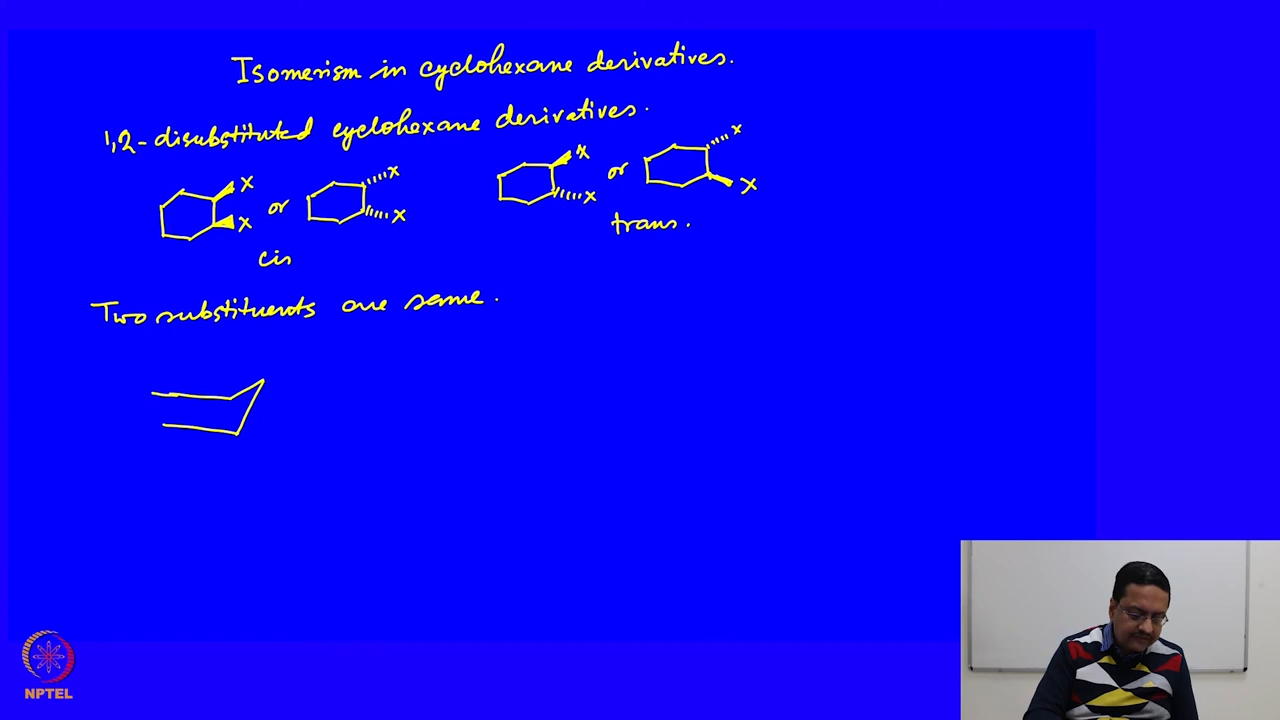 Isomerism in cyclohexane derivatives.
1,2-disubstituted cyclohexane derivatives.
X or X X or X
X X X X
cis trans.
Two substituents are same.
NPTEL